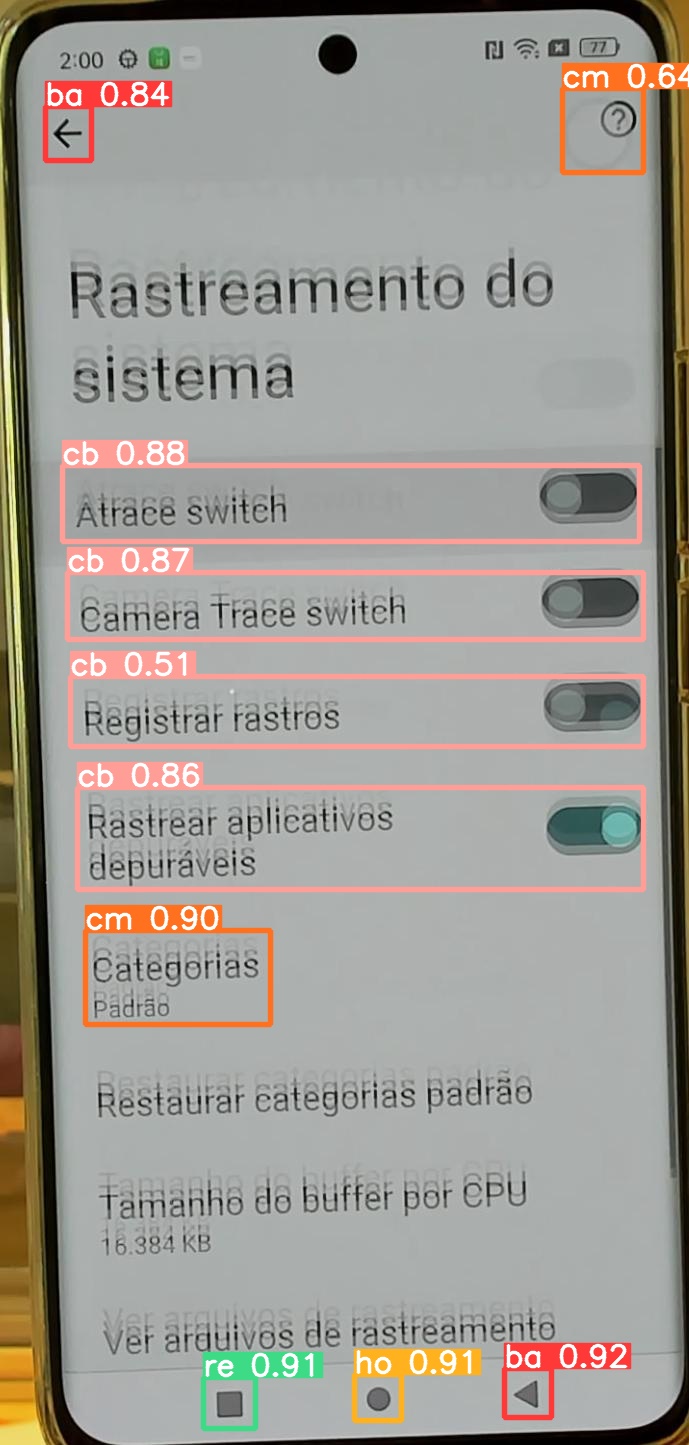 2:00
77
ba 0.84
cm 0.64
?
Rastreamento do
sistema
cb 0.88
Atrace switch
cb 0.87
Camera Trace switch
cb 0.51
Registrar rastros
cb 0.86
Rastrear aplicativos
depuráveis
cm 0.90
Categorias
Padrão
Restaurar categorias padrão
Tamanho do buffer por CPU
16.384 KB
Ver arquivos de rastreamento
re 0.91
ho 0.91
ba 0.92